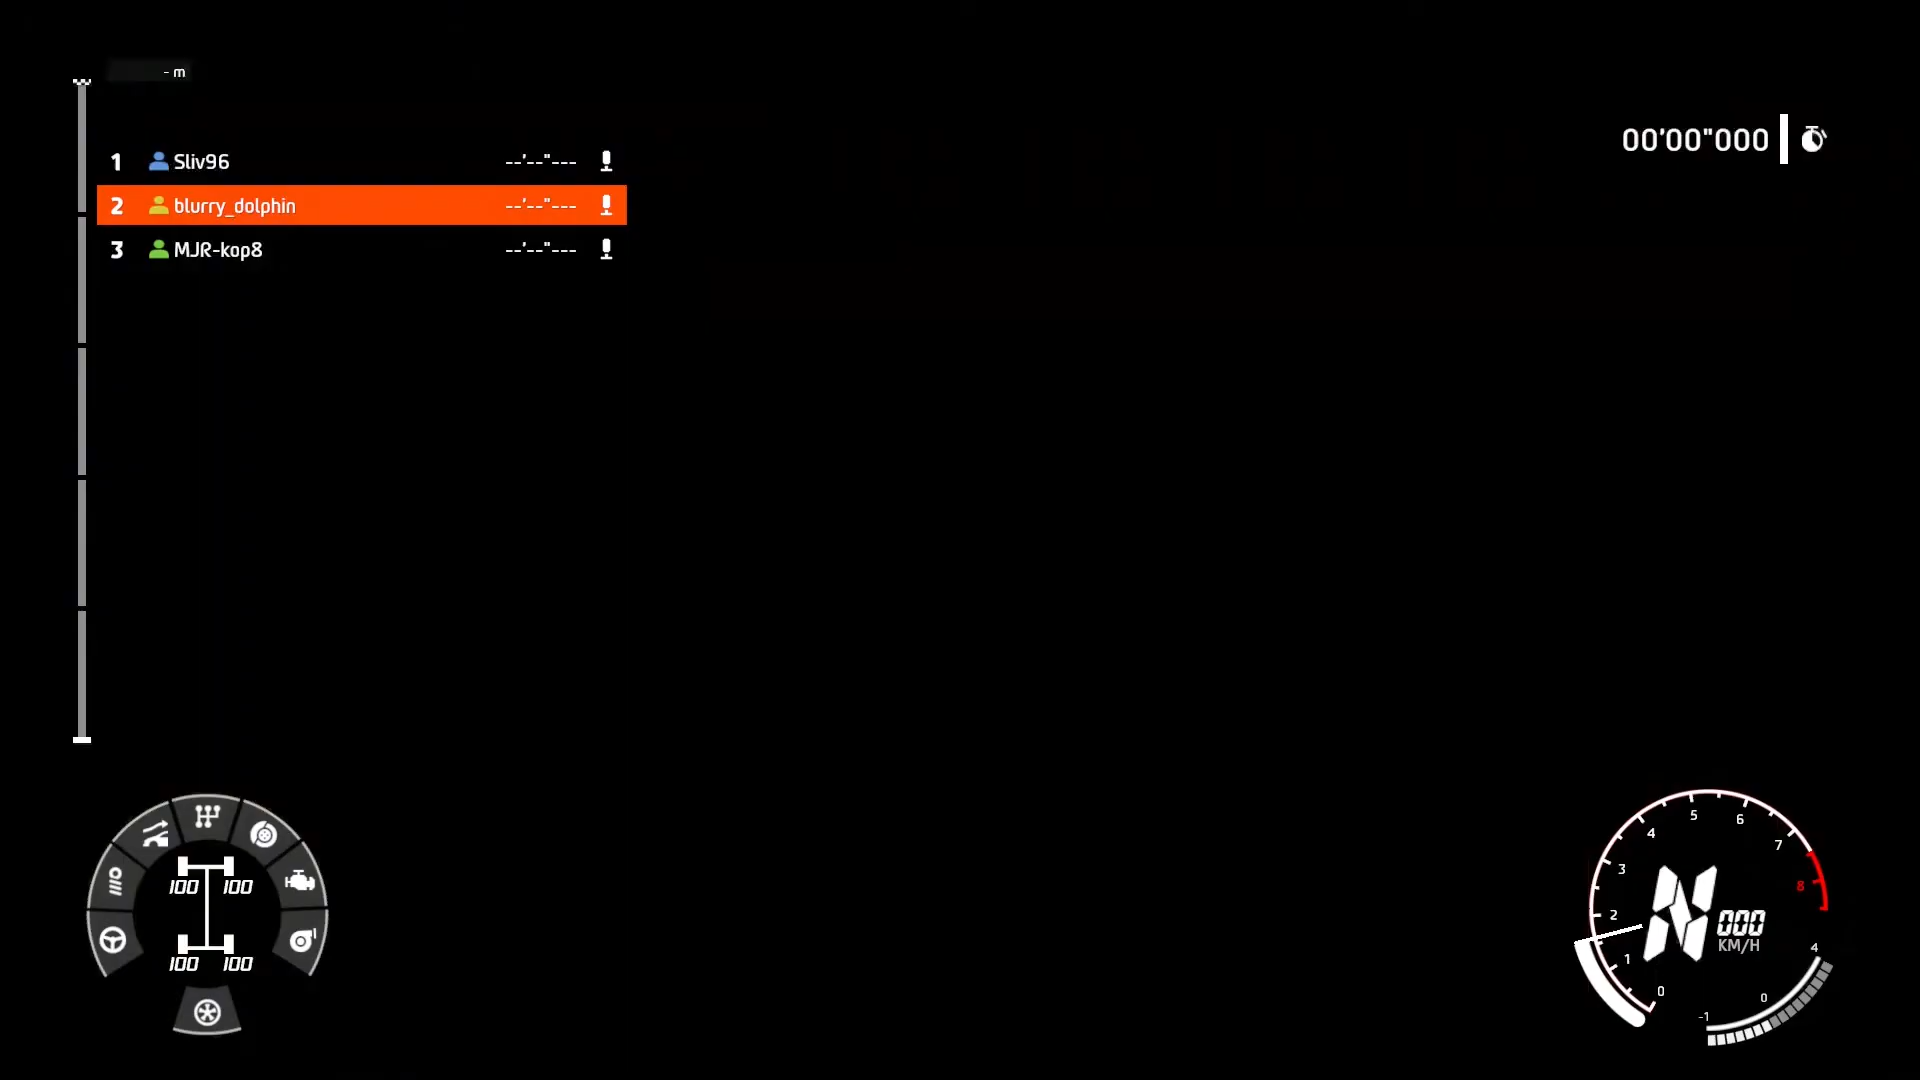 - m
00'00"000
1 Sliv96 --'--"---
2 blurry_dolphin --'--"---
3 MJR-kop8 --'--"---
100 100
100 100
0 1 2 3 4 5 6 7 8
N 000
KM/H
-1 0 4